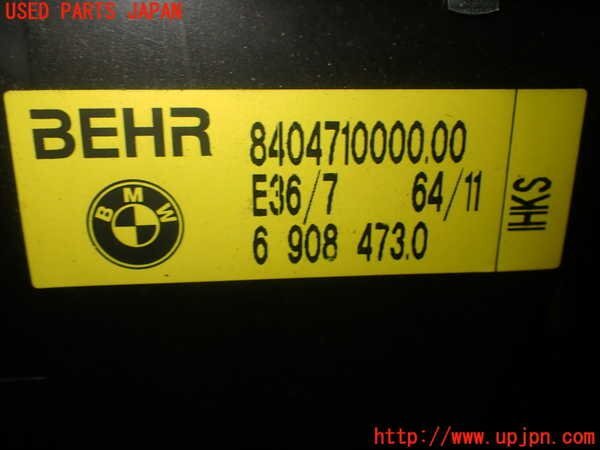 USED PARTS JAPAN
BEHR
8404710000.00
E36/7 64/11
6 908 473.0
BMW
IHKS
http://www.upjpn.com/